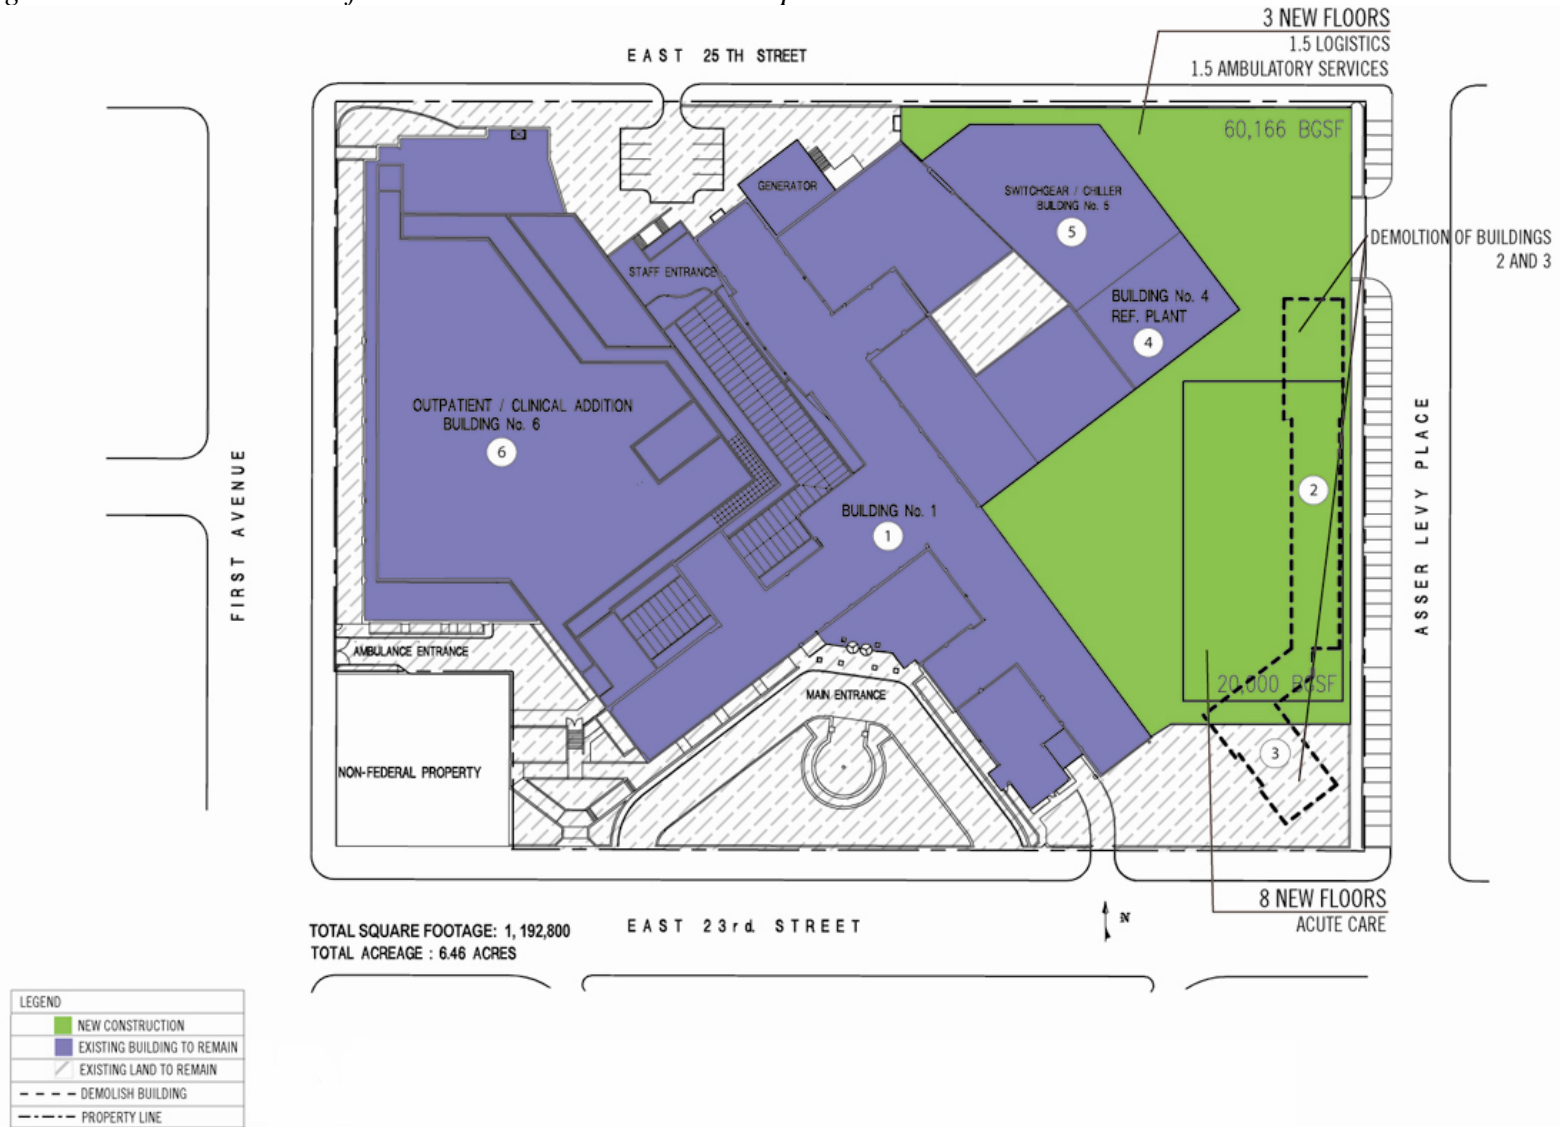 3 NEW FLOORS
1.5 LOGISTICS
1.5 AMBULATORY SERVICES
EAST 25 TH STREET
60,166 BGSF
GENERATOR
SWITCHGEAR / CHILLER
BUILDING No. 5
5
DEMOLTION OF BUILDINGS
2 AND 3
STAFF ENTRANCE
BUILDING No. 4
REF. PLANT
4
OUTPATIENT / CLINICAL ADDITION
BUILDING No. 6
6
FIRST AVENUE
ASSER LEVY PLACE
2
BUILDING No. 1
1
AMBULANCE ENTRANCE
MAIN ENTRANCE
20,000 BGSF
3
NON-FEDERAL PROPERTY
8 NEW FLOORS
ACUTE CARE
N
EAST 23rd. STREET
TOTAL SQUARE FOOTAGE: 1, 192,800
TOTAL ACREAGE : 6.46 ACRES
LEGEND
NEW CONSTRUCTION
EXISTING BUILDING TO REMAIN
EXISTING LAND TO REMAIN
DEMOLISH BUILDING
PROPERTY LINE